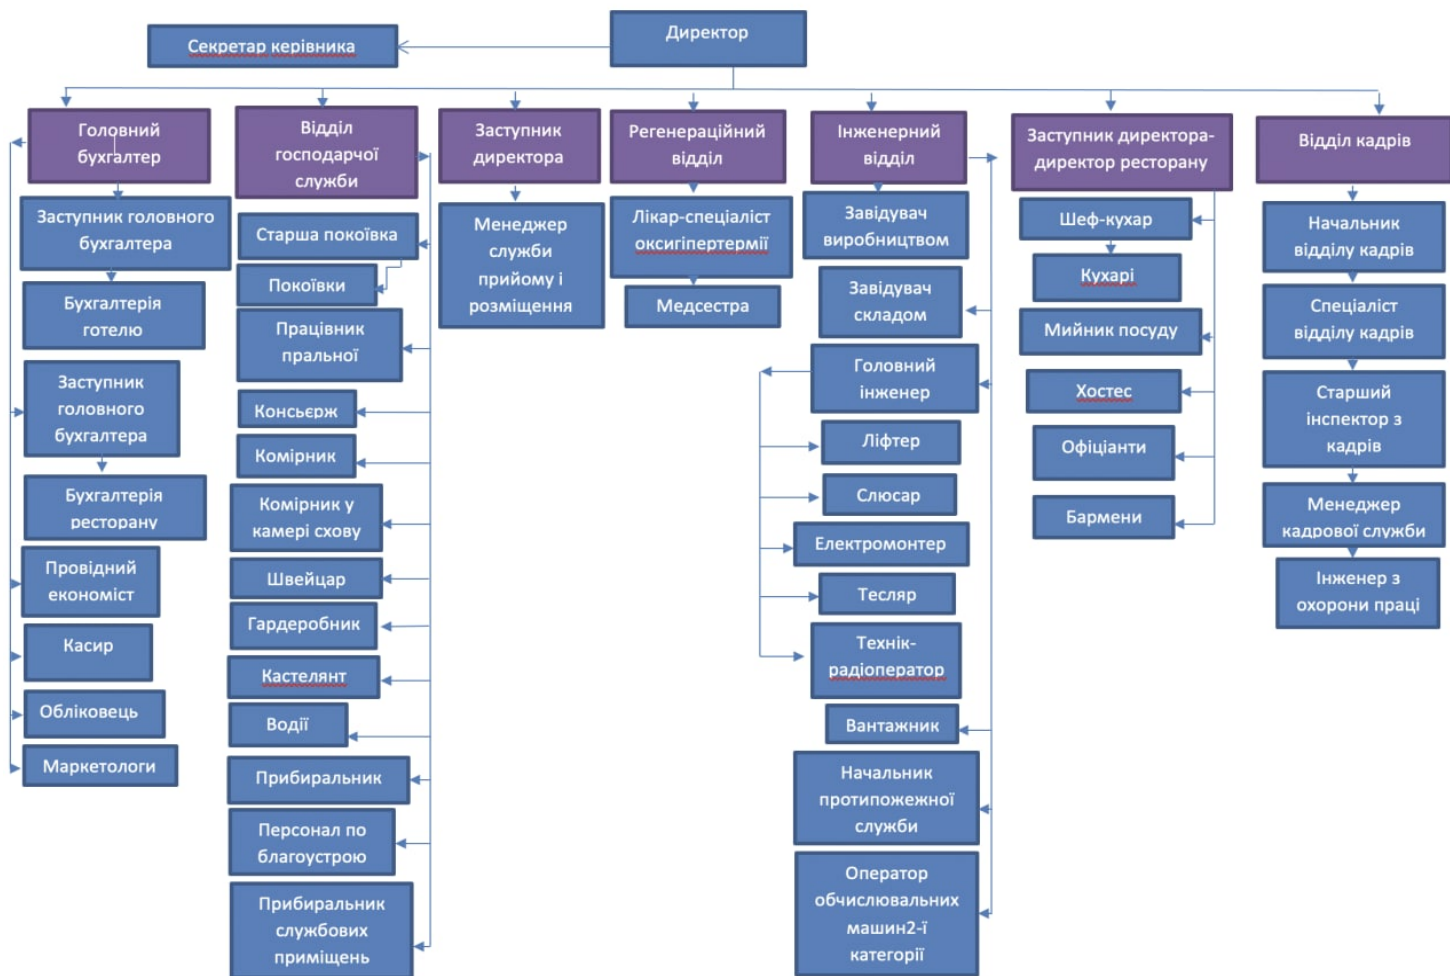 Директор
Секретар керівника
Головний
бухгалтер
Заступник головного
бухгалтера
Бухгалтерія
готелю
Заступник
головного
бухгалтера
Бухгалтерія
ресторану
Провідний
економіст
Касир
Обліковець
Маркетологи
Відділ
господарчої
служби
Старша покоївка
Покоївки
Працівник
пральної
Консьєрж
Комірник
Комірник у
камері схову
Швейцар
Гардеробник
Кастелянт
Водії
Прибиральник
Персонал по
благоустрою
Прибиральник
службових
приміщень
Заступник
директора
Менеджер
служби
прийому і
розміщення
Регенераційний
відділ
Лікар-спеціаліст
оксигіпертермії
Медсестра
Інженерний
відділ
Завідувач
виробництвом
Завідувач
складом
Головний
інженер
Ліфтер
Слюсар
Електромонтер
Тесляр
Технік-
радіоператор
Вантажник
Начальник
протипожежної
служби
Оператор
обчислювальних
машин2-ї
категорії
Заступник директора-
директор ресторану
Шеф-кухар
Кухарі
Мийник посуду
Хостес
Офіціанти
Бармени
Відділ кадрів
Начальник
відділу кадрів
Спеціаліст
відділу кадрів
Старший
інспектор з
кадрів
Менеджер
кадрової служби
Інженер з
охорони праці